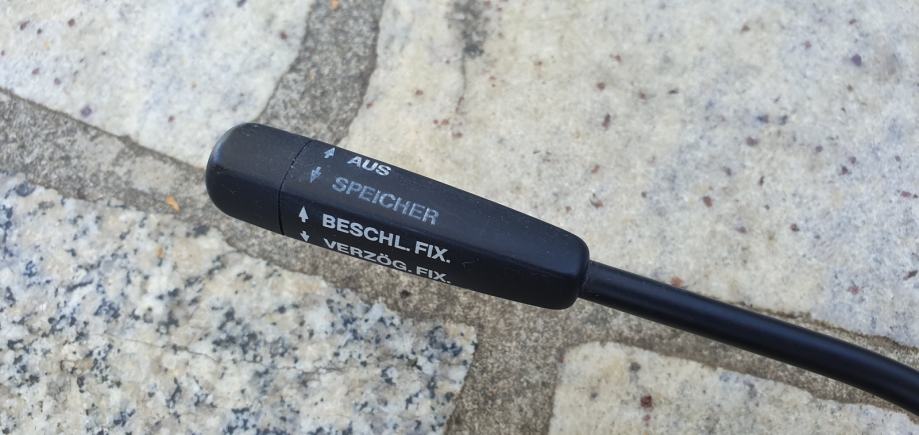 AUS
SPEICHER
BESCHL. FIX.
VERZÖG. FIX.